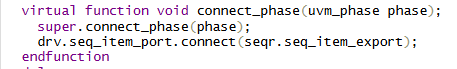 virtual function void connect_phase(uvm_phase phase);
super.connect_phase(phase);
drv.seq_item_port.connect(seqr.seq_item_export);
endfunction